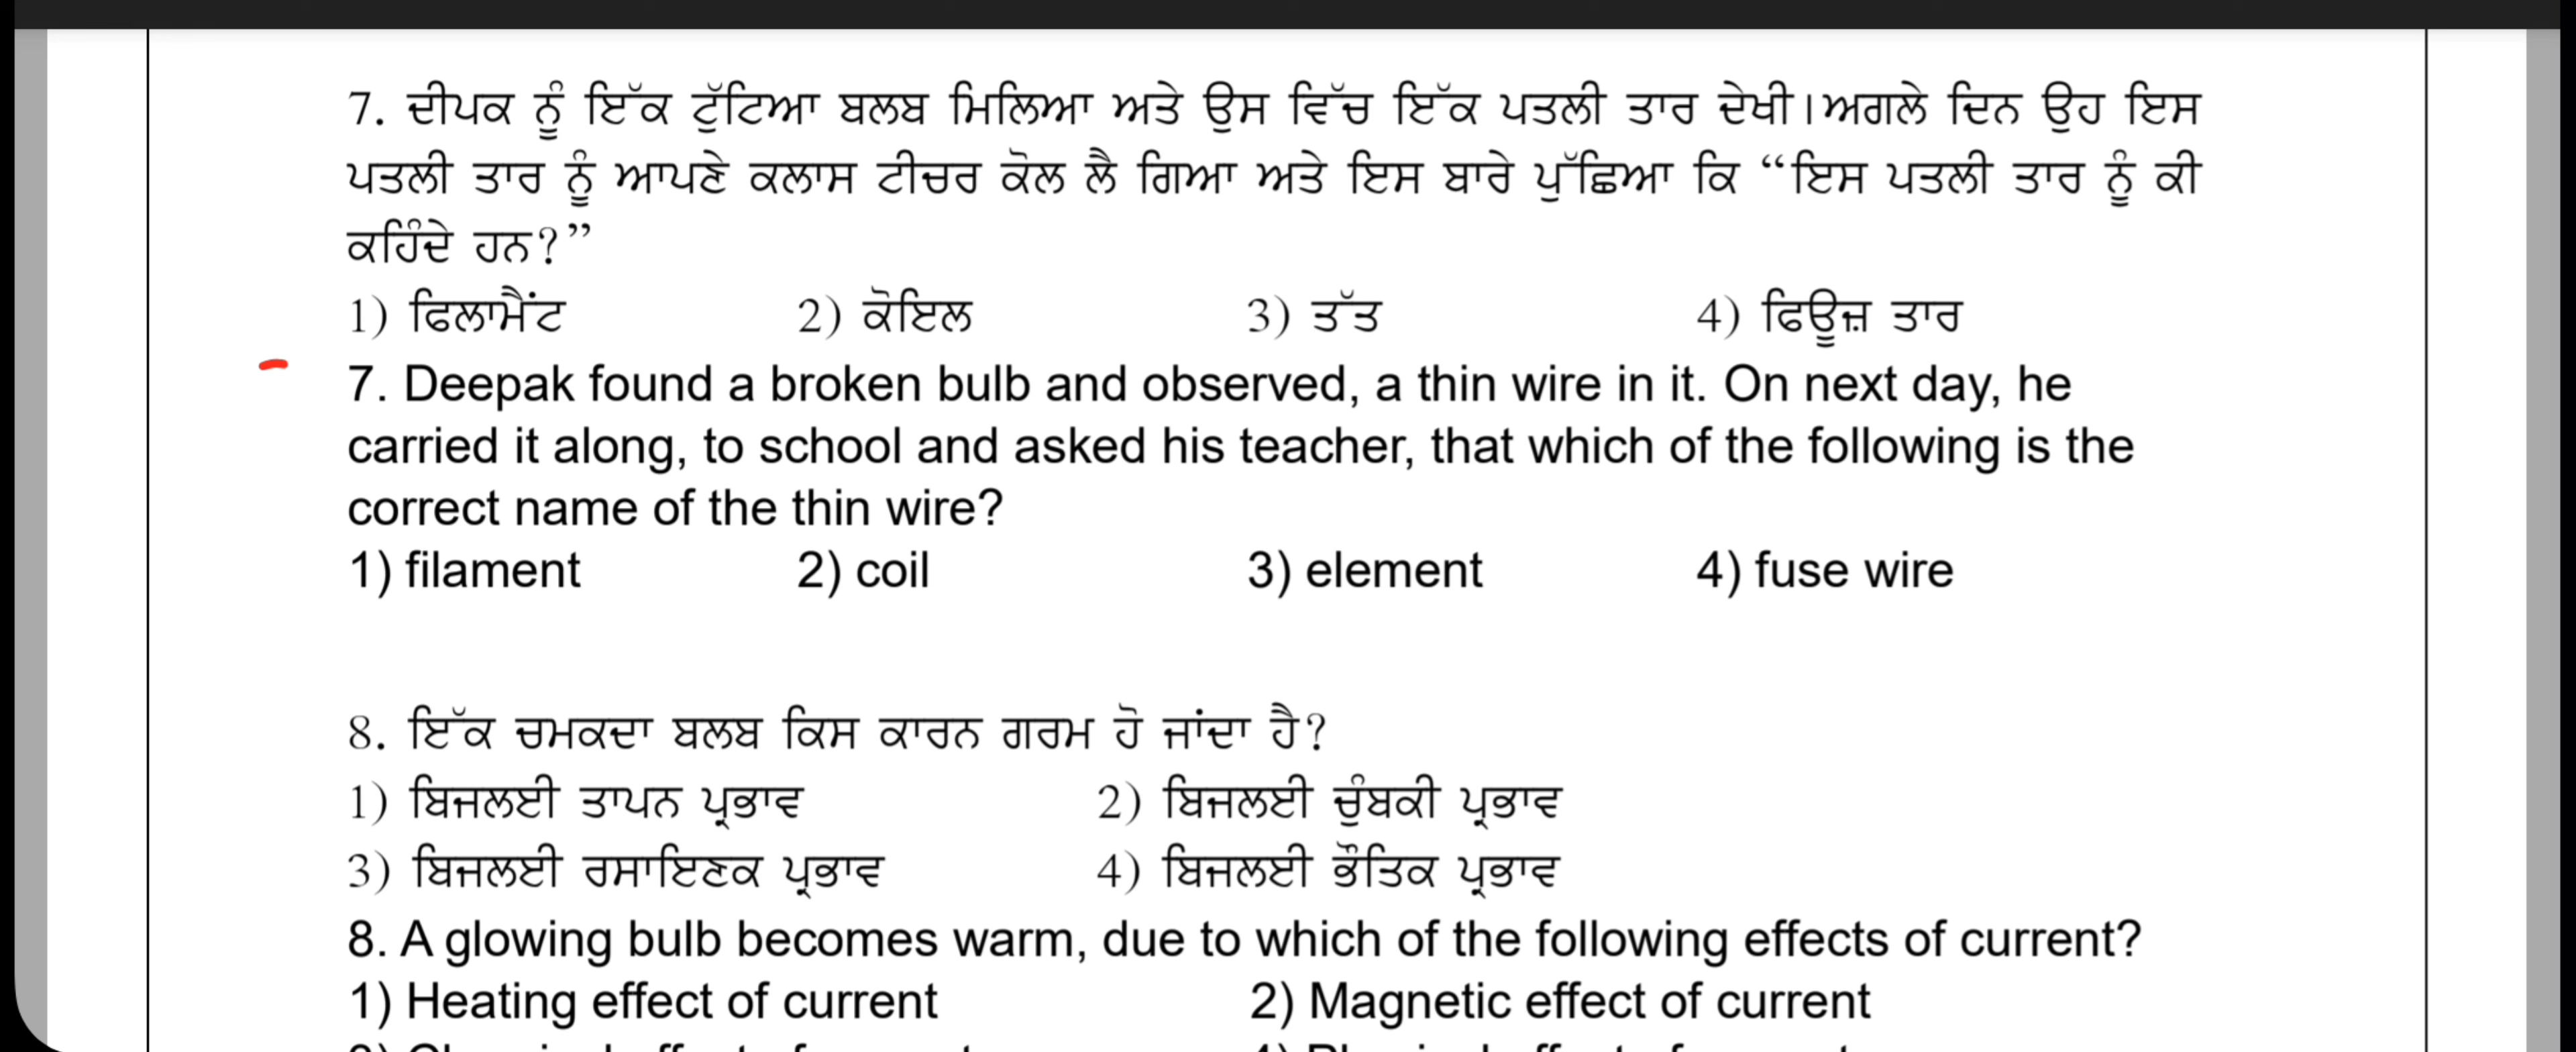 7. ਦੀਪਕ ਨੂੰ ਇੱਕ ਟੁੱਟਿਆ ਬਲਬ ਮਿਲਿਆ ਅਤੇ ਉਸ ਵਿੱਚ ਇੱਕ ਪਤਲੀ ਤਾਰ ਦੇਖੀ।ਅਗਲੇ ਦਿਨ ਉਹ ਇਸ
ਪਤਲੀ ਤਾਰ ਨੂੰ ਆਪਣੇ ਕਲਾਸ ਟੀਚਰ ਕੋਲ ਲੈ ਗਿਆ ਅਤੇ ਇਸ ਬਾਰੇ ਪੁੱਛਿਆ ਕਿ “ਇਸ ਪਤਲੀ ਤਾਰ ਨੂੰ ਕੀ
ਕਹਿੰਦੇ ਹਨ?”
1) ਫਿਲਾਮੈਂਟ 2) ਕੋਇਲ 3) ਤੱਤ 4) ਫਿਊਜ਼ ਤਾਰ
7. Deepak found a broken bulb and observed, a thin wire in it. On next day, he
carried it along, to school and asked his teacher, that which of the following is the
correct name of the thin wire?
1) filament 2) coil 3) element 4) fuse wire
8. ਇੱਕ ਚਮਕਦਾ ਬਲਬ ਕਿਸ ਕਾਰਨ ਗਰਮ ਹੋ ਜਾਂਦਾ ਹੈ?
1) ਬਿਜਲਈ ਤਾਪਨ ਪ੍ਰਭਾਵ 2) ਬਿਜਲਈ ਚੁੰਬਕੀ ਪ੍ਰਭਾਵ
3) ਬਿਜਲਈ ਰਸਾਇਣਕ ਪ੍ਰਭਾਵ 4) ਬਿਜਲਈ ਭੌਤਿਕ ਪ੍ਰਭਾਵ
8. A glowing bulb becomes warm, due to which of the following effects of current?
1) Heating effect of current 2) Magnetic effect of current